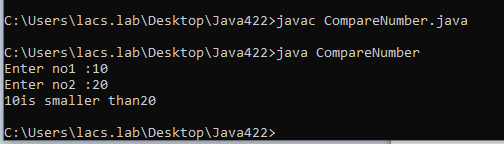 C:\Users\lacs.lab\Desktop\Java422>javac CompareNumber.java
C:\Users\lacs.lab\Desktop\Java422>java CompareNumber
Enter no1 :10
Enter no2 :20
10is smaller than20
C:\Users\lacs.lab\Desktop\Java422>